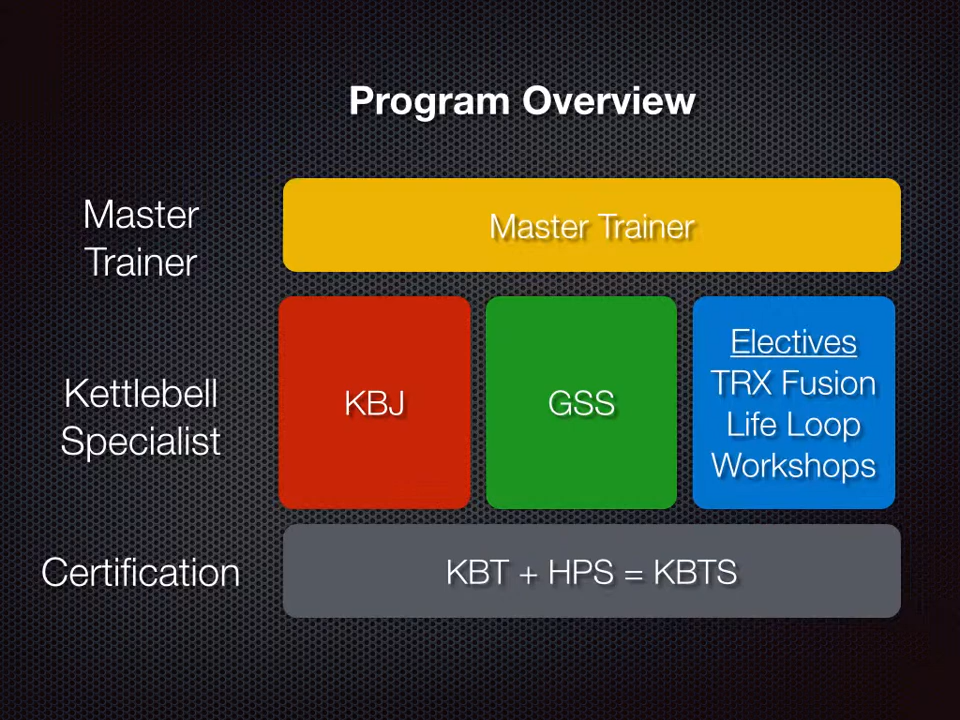 Program Overview
Master
Trainer
Master Trainer
Kettlebell
Specialist
KBJ
GSS
Electives
TRX Fusion
Life Loop
Workshops
Certification
KBT + HPS = KBTS